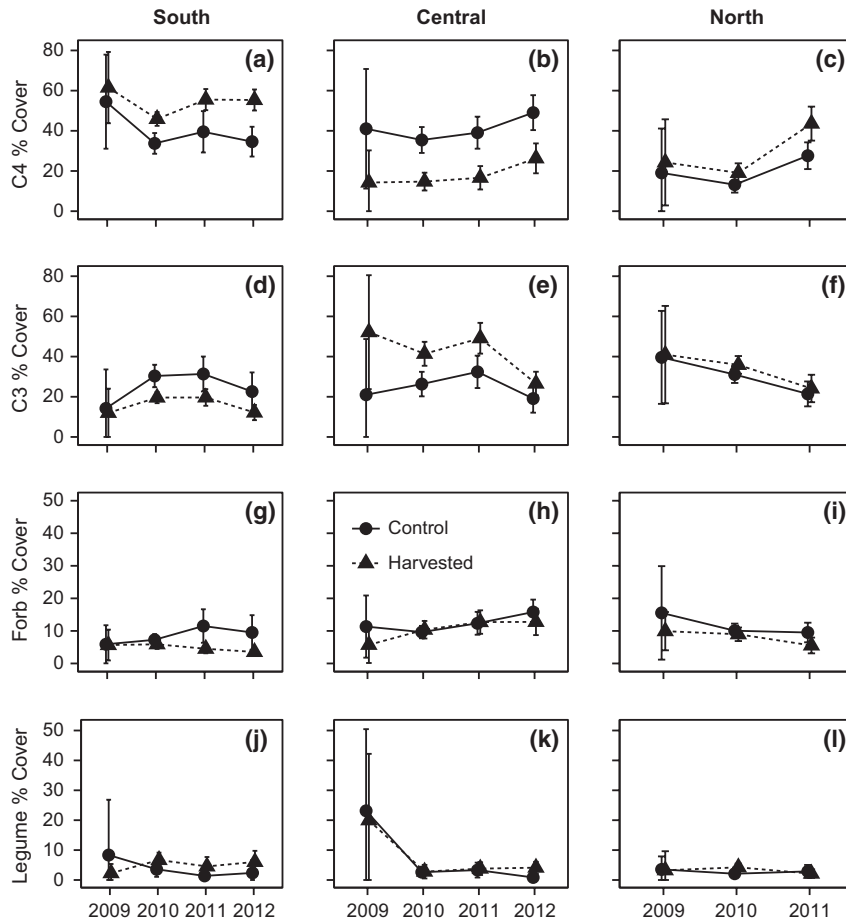 South Central North
C4 % Cover
80
60
40
20
0
(a)
(b)
(c)
C3 % Cover
80
60
40
20
0
(d)
(e)
(f)
Forb % Cover
50
40
30
20
10
0
(g)
(h)
Control
Harvested
(i)
Legume % Cover
50
40
30
20
10
0
(j)
(k)
(l)
2009 2010 2011 2012 2009 2010 2011 2012 2009 2010 2011